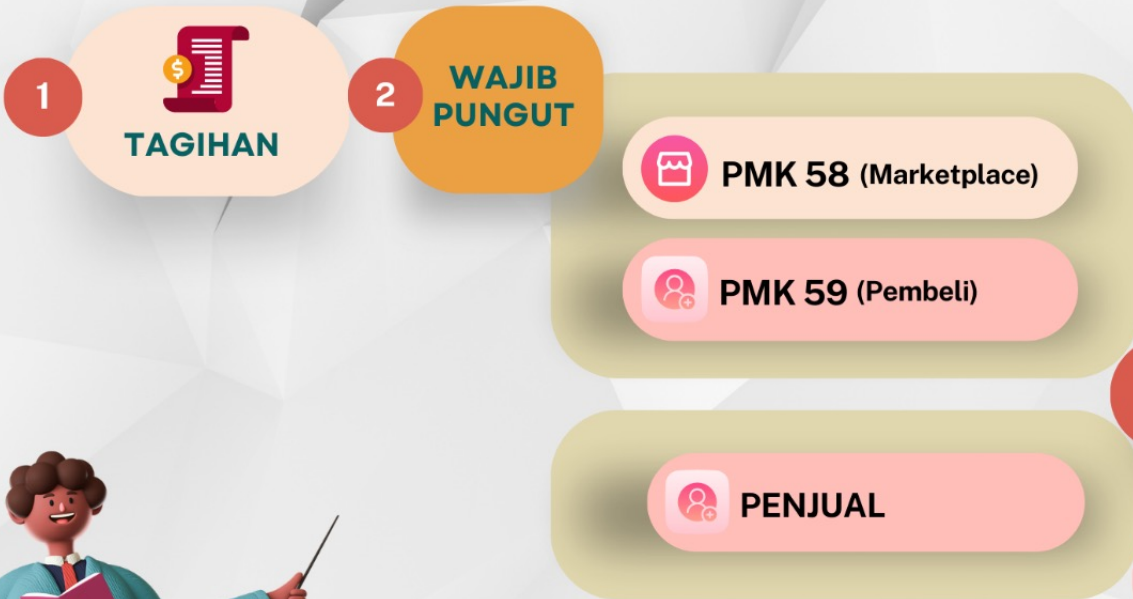 1
TAGIHAN
2
WAJIB
PUNGUT
PMK 58 (Marketplace)
PMK 59 (Pembeli)
PENJUAL